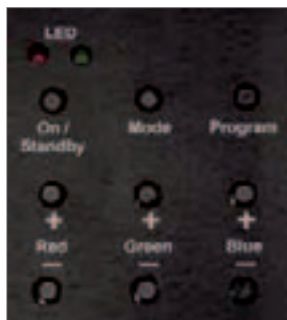 LED
On / Mode Program
Standby
+ + +
Red Green Blue
— — —